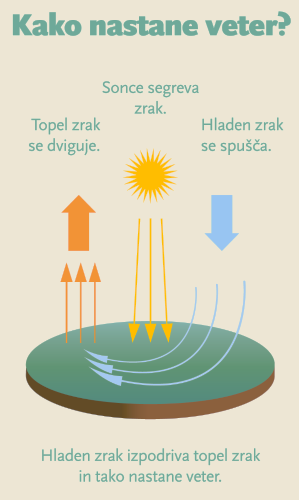 Kako nastane veter?
Sonce segreva
zrak.
Topel zrak
se dviguje.
Hladen zrak
se spušča.
Hladen zrak izpodriva topel zrak
in tako nastane veter.